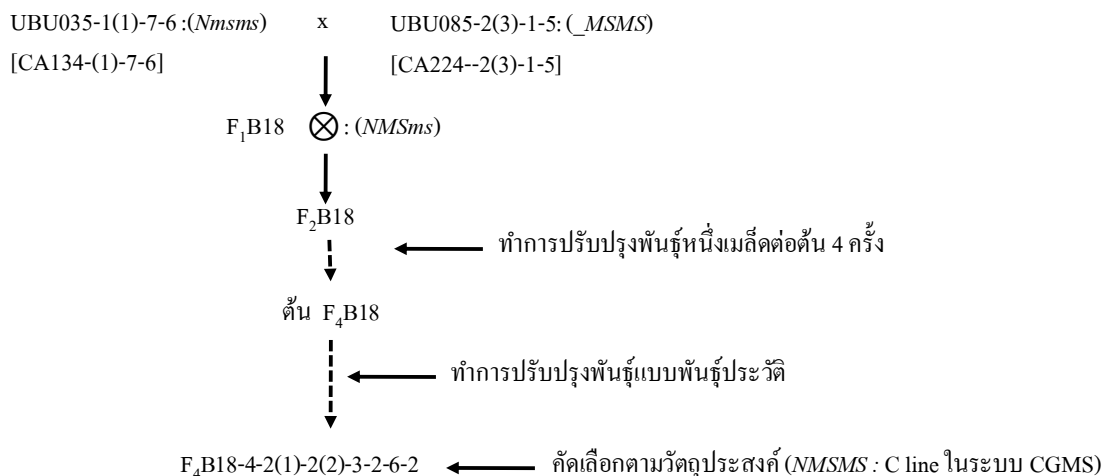 UBU035-1(1)-7-6 :(Nmsms) x UBU085-2(3)-1-5: (_MSMS)
[CA134-(1)-7-6] [CA224--2(3)-1-5]
F₁B18 ⊗ : (NMSms)
F₂B18
ทำการปรับปรุงพันธุ์หนึ่งเมล็ดต่อต้น 4 ครั้ง
ต้น F₄B18
ทำการปรับปรุงพันธุ์แบบพันธุ์ประวัติ
F₄B18-4-2(1)-2(2)-3-2-6-2 คัดเลือกตามวัตถุประสงค์ (NMSMS : C line ในระบบ CGMS)